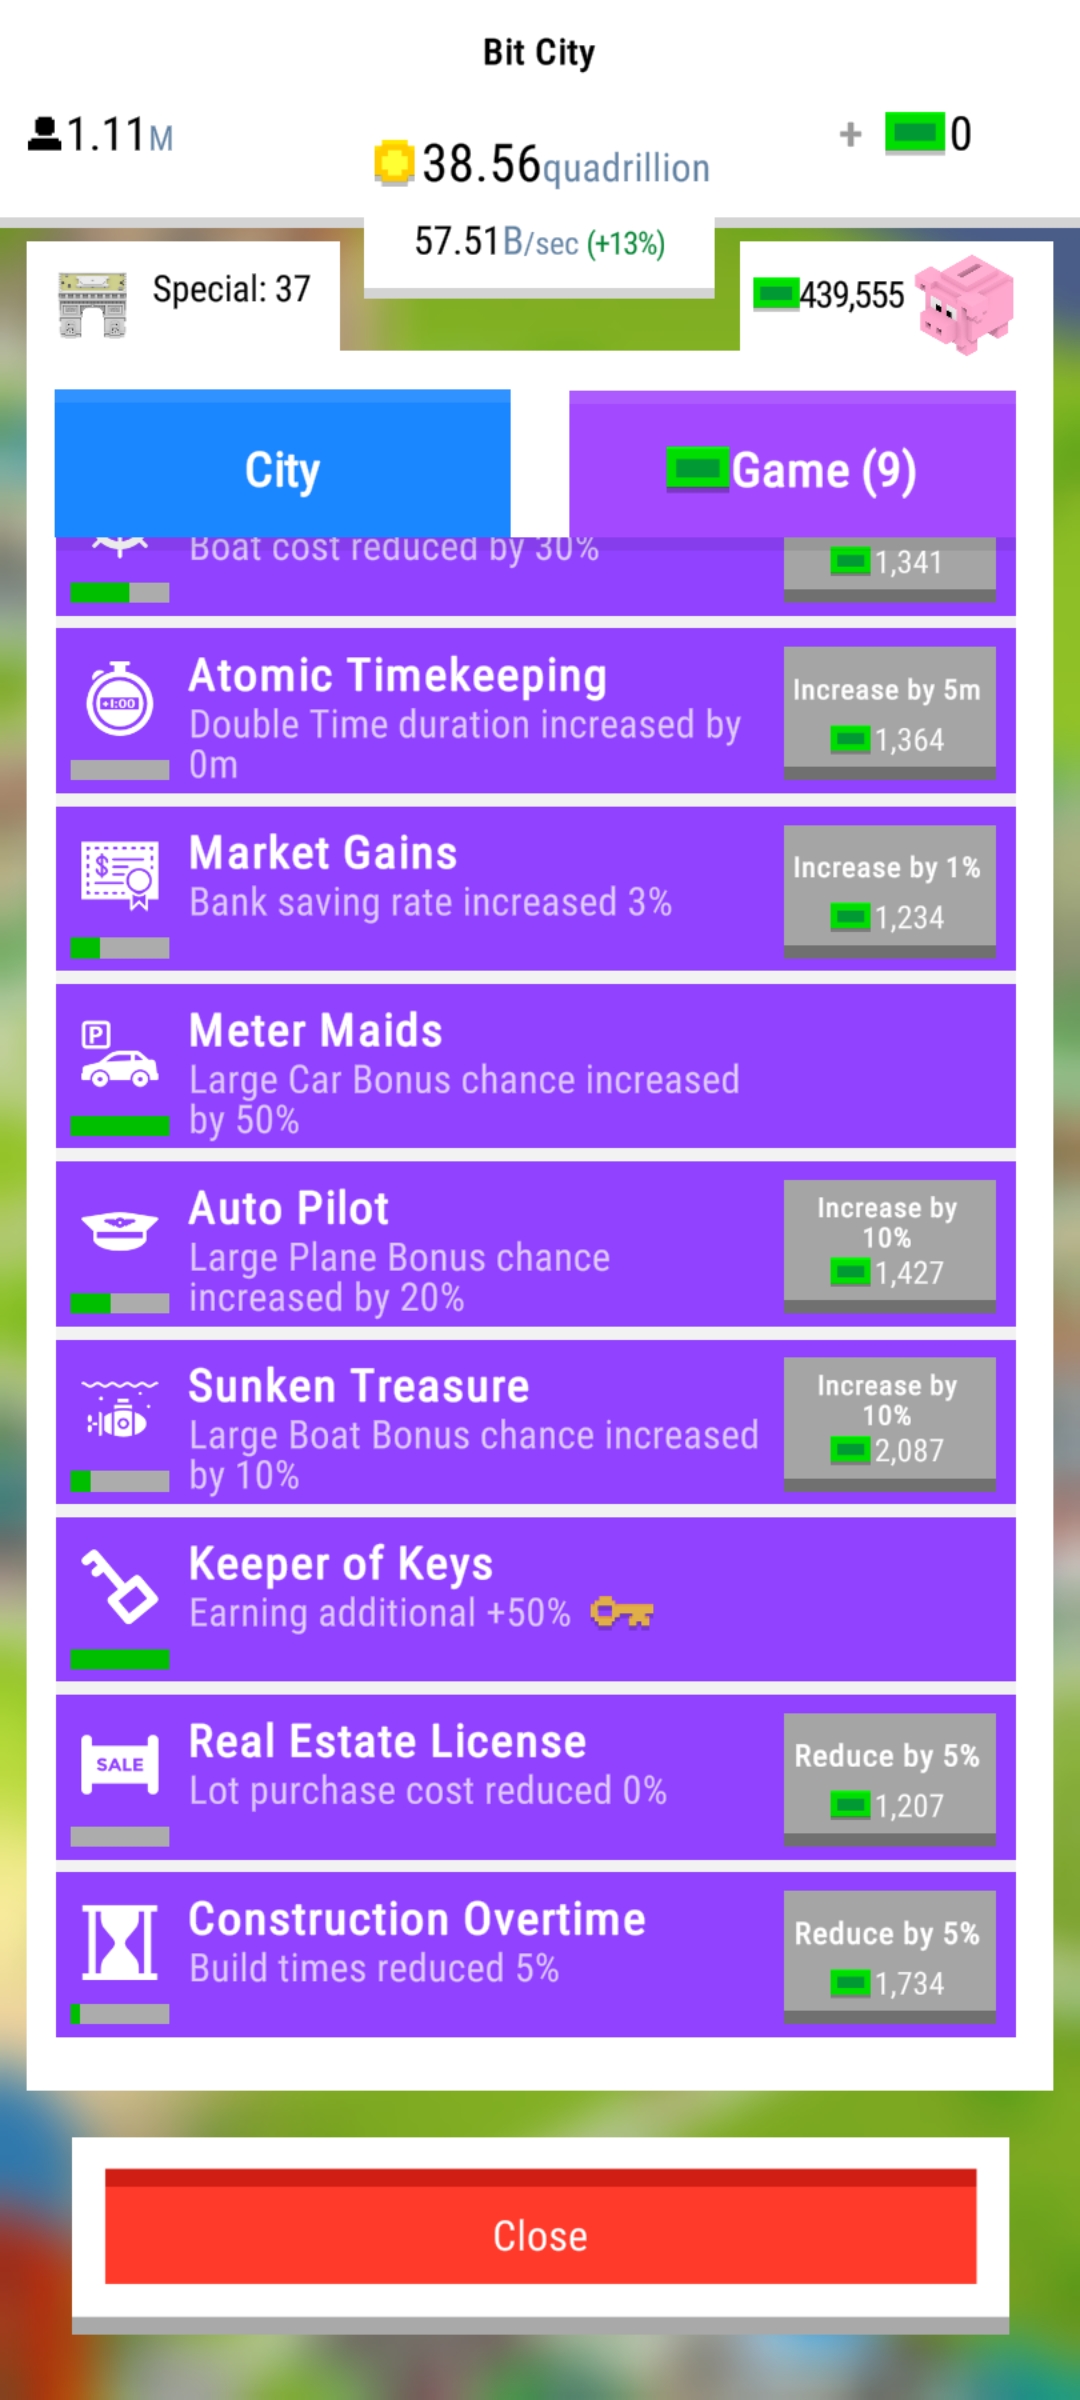 Bit City
1.11M
38.56quadrillion
+ 0
57.51B/sec (+13%)
Special: 37
439,555
City
Game (9)
Boat cost reduced by 30%
1,341
Atomic Timekeeping
Double Time duration increased by
0m
+1:00
Increase by 5m
1,364
Market Gains
Bank saving rate increased 3%
$
Increase by 1%
1,234
Meter Maids
Large Car Bonus chance increased
by 50%
P
Auto Pilot
Large Plane Bonus chance
increased by 20%
Increase by
10%
1,427
Sunken Treasure
Large Boat Bonus chance increased
by 10%
Increase by
10%
2,087
Keeper of Keys
Earning additional +50%
Real Estate License
Lot purchase cost reduced 0%
SALE
Reduce by 5%
1,207
Construction Overtime
Build times reduced 5%
Reduce by 5%
1,734
Close